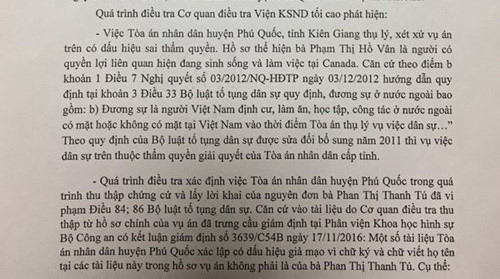 Quá trình điều tra Cơ quan điều tra Viện KSND tối cao phát hiện:
- Việc Tòa án nhân dân huyện Phú Quốc, tỉnh Kiên Giang thụ lý, xét xử vụ án
trên có dấu hiệu sai thẩm quyền. Hồ sơ thể hiện bà Phạm Thị Hồ Vân là người có
quyền lợi liên quan hiện đang sinh sống và làm việc tại Canada. Căn cứ theo điểm b
khoản 1 Điều 7 Nghị quyết số 03/2012/NQ-HĐTP ngày 03/12/2012 hướng dẫn quy
định tại khoản 3 Điều 33 Bộ luật tố tụng dân sự quy định, đương sự ở nước ngoài bao
gồm: b) Đương sự là người Việt Nam định cư, làm ăn, học tập, công tác ở nước ngoài
có mặt hoặc không có mặt tại Việt Nam vào thời điểm Tòa án thụ lý vụ việc dân sự…”
Theo quy định của Bộ luật tố tụng dân sự được sửa đổi bổ sung năm 2011 thì vụ việc
dân sự trên thuộc thẩm quyền giải quyết của Tòa án nhân dân cấp tỉnh.
- Quá trình điều tra xác định việc Tòa án nhân dân huyện Phú Quốc trong quá
trình thu thập chứng cứ và lấy lời khai của nguyên đơn bà Phan Thị Thanh Tú đã vi
phạm Điều 84; 86 Bộ luật tố tụng dân sự. Căn cứ vào tài liệu do Cơ quan điều tra thu
thập từ hồ sơ chính của vụ án đã trưng cầu giám định tại Phân viện Khoa học hình sự
Bộ Công an có kết luận giám định số 3639/C54B ngày 17/11/2016: Một số tài liệu Tòa
án nhân dân huyện Phú Quốc xác lập có dấu hiệu giả mạo vì chữ ký và chữ viết họ tên
tại các tài liệu này trong hồ sơ vụ án không phải là của bà Phan Thị Thanh Tú. Cụ thể: